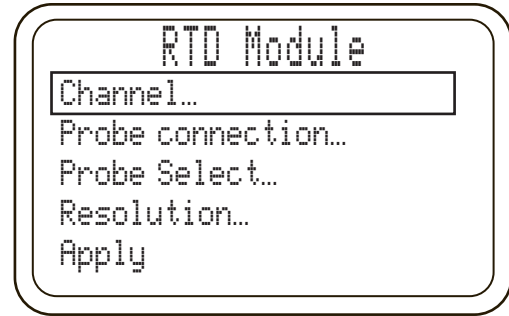 RTD Module
Channel...
Probe connection...
Probe Select...
Resolution...
Apply